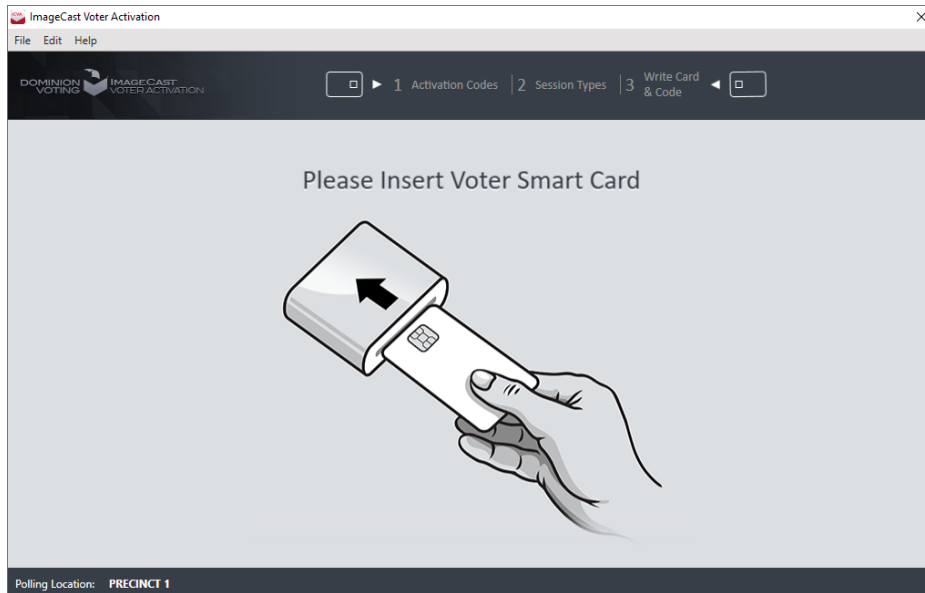 ImageCast Voter Activation
File Edit Help
DOMINION VOTING IMAGECAST VOTER ACTIVATION
1 Activation Codes 2 Session Types 3 Write Card & Code
Please Insert Voter Smart Card
Polling Location: PRECINCT 1